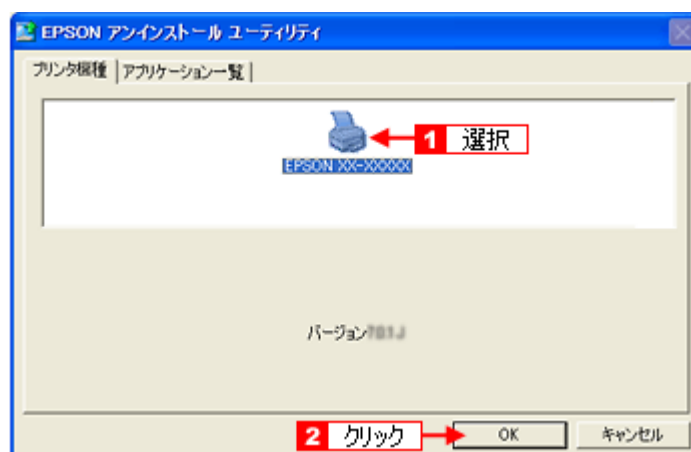 EPSON アンインストール ユーティリティ
プリンタ機種 アプリケーション一覧
1 選択
EPSON XX-XXXXX
バージョン
2 クリック OK キャンセル